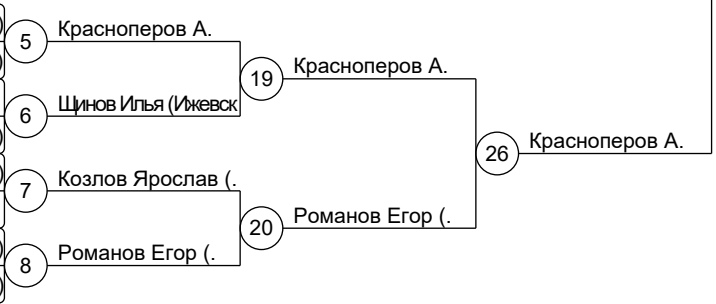 5 Красноперов А.
19 Красноперов А.
6 Щинов Илья (Ижевск
26 Красноперов А.
7 Козлов Ярослав (.
20 Романов Егор (.
8 Романов Егор (.